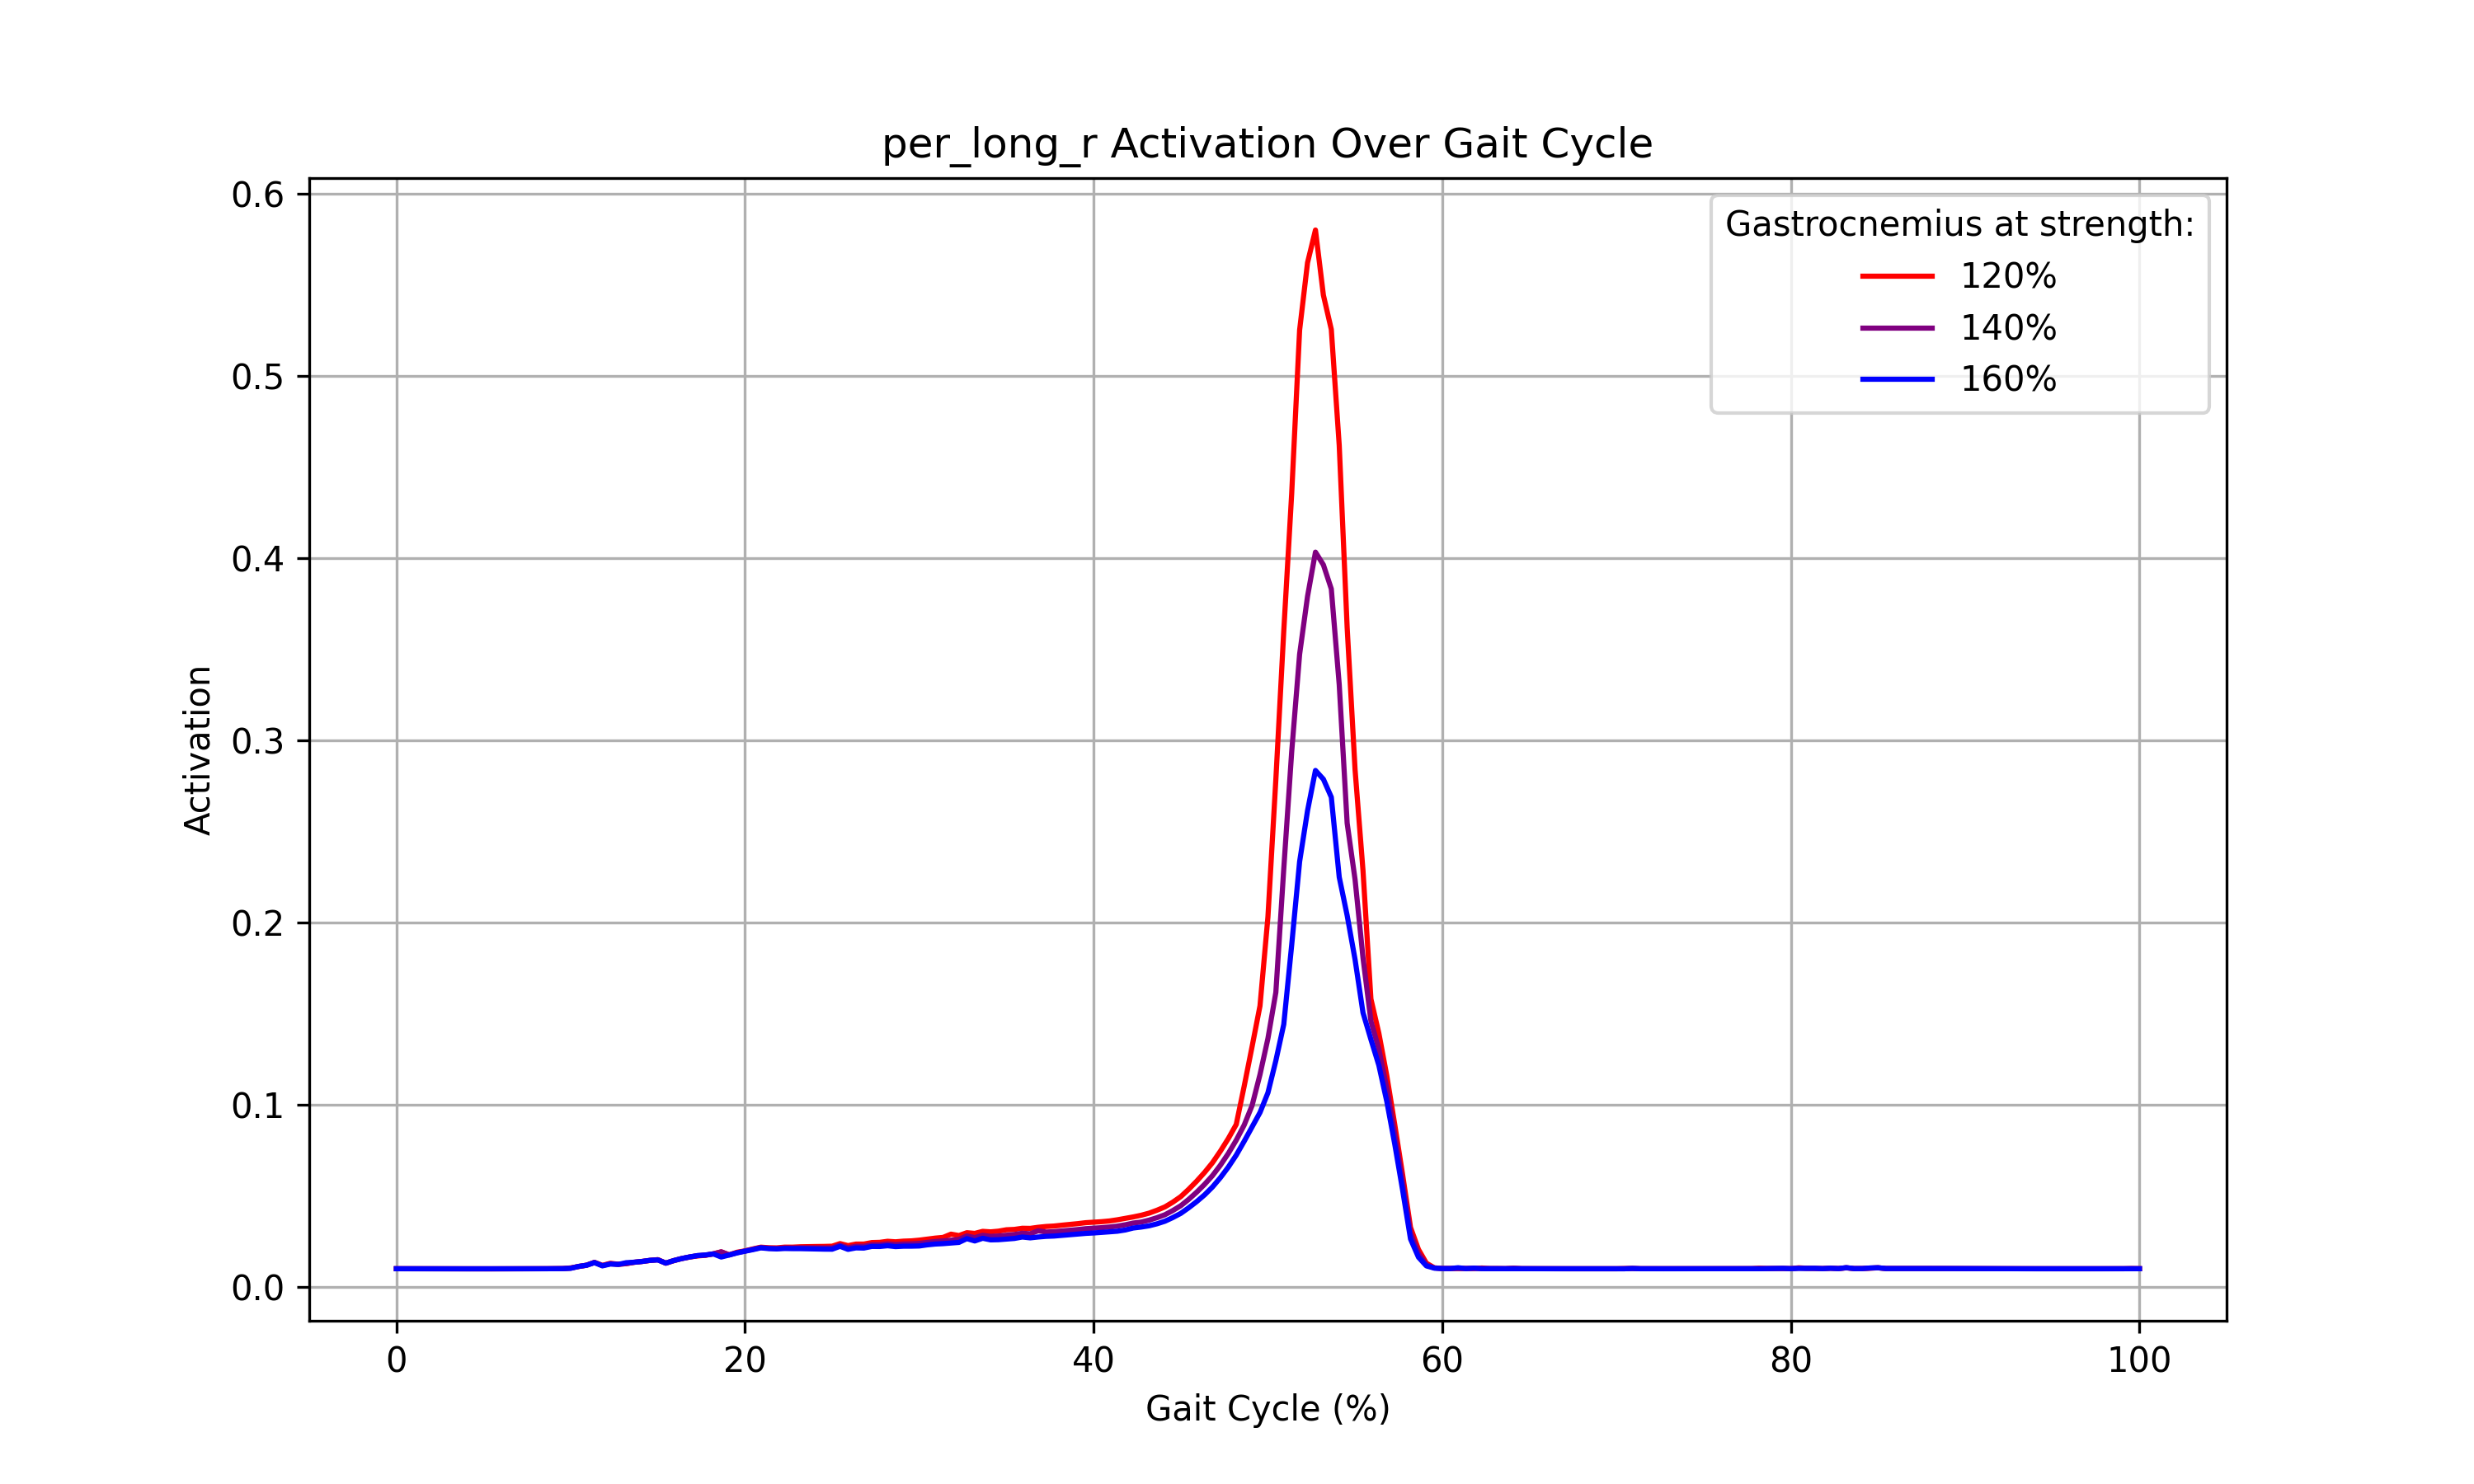 per_long_r Activation Over Gait Cycle
Gastrocnemius at strength:
120%
140%
160%
Activation
0.6
0.5
0.4
0.3
0.2
0.1
0.0
0 20 40 60 80 100
Gait Cycle (%)